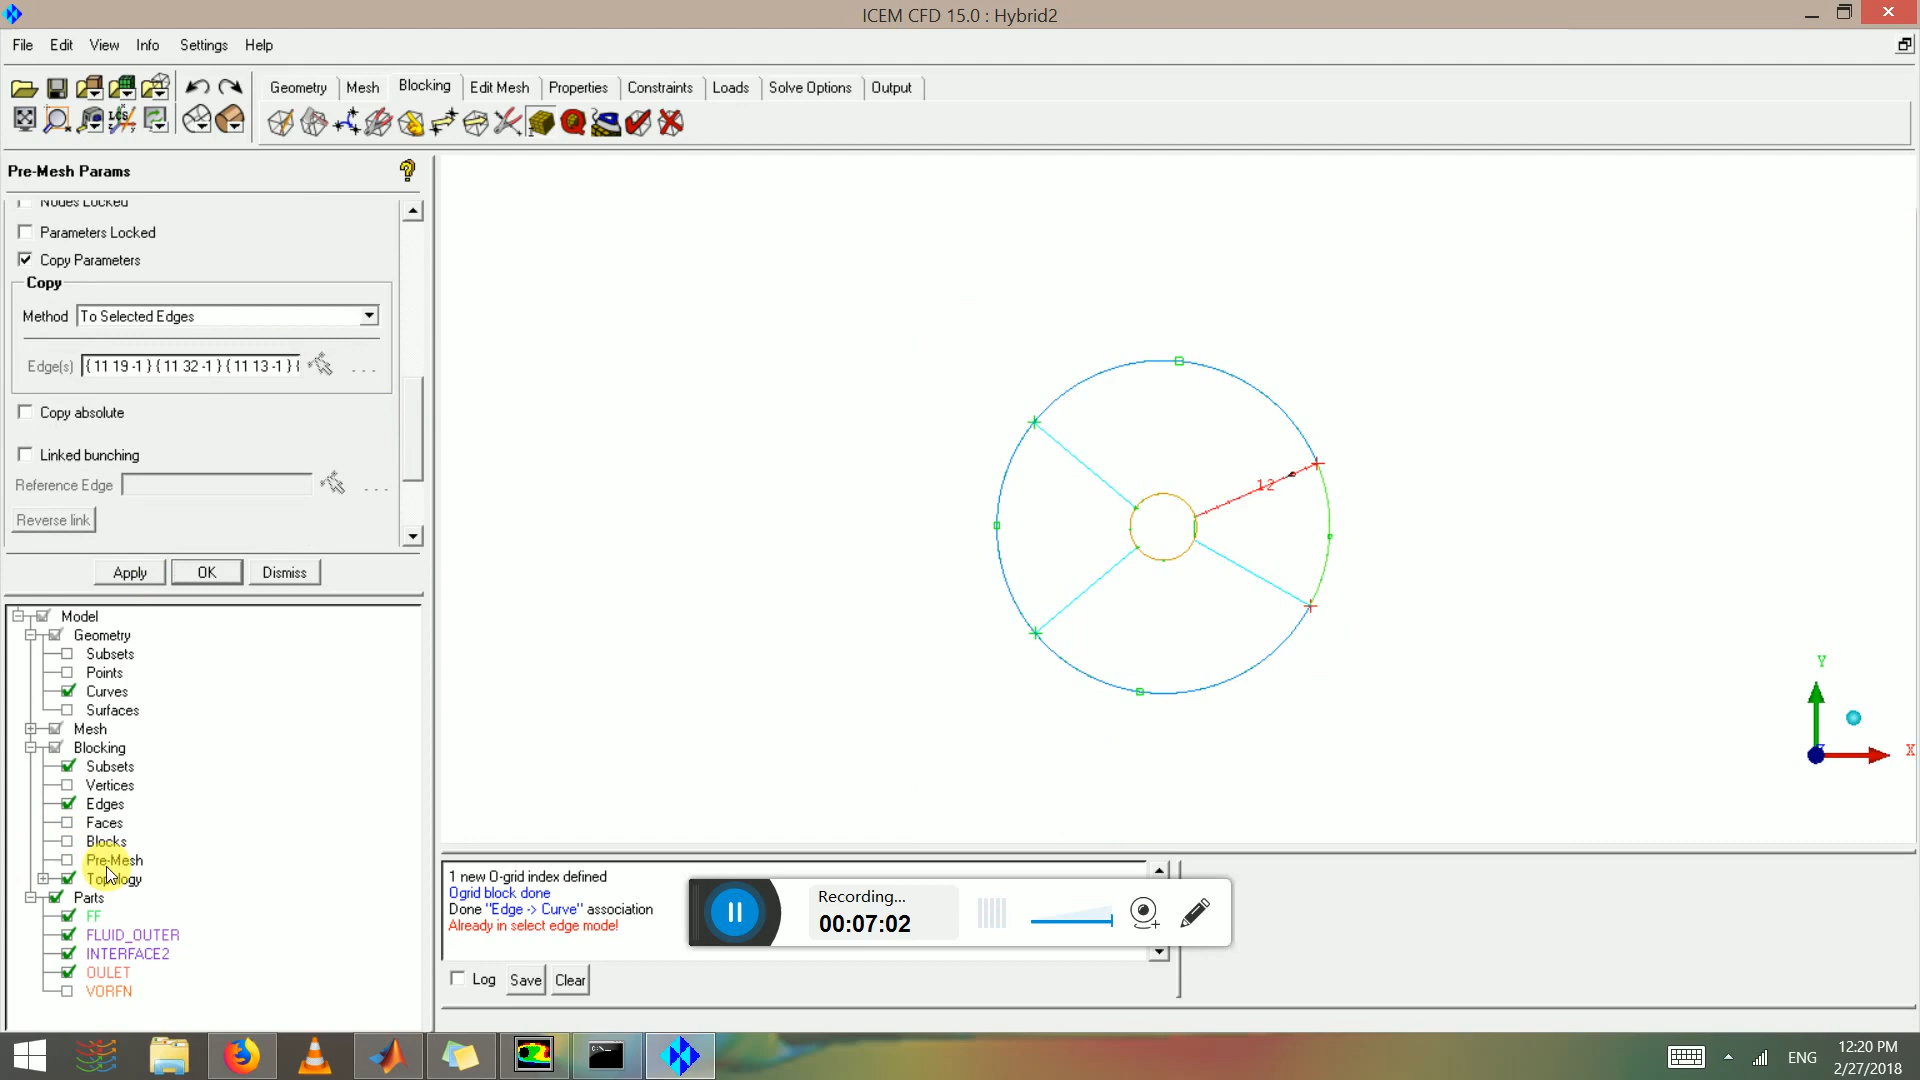 ICEM CFD 15.0 : Hybrid2
File Edit View Info Settings Help
Geometry Mesh Blocking Edit Mesh Properties Constraints Loads Solve Options Output
LCS
Pre-Mesh Params
Nodes Locked
Parameters Locked
Copy Parameters
Copy
Method To Selected Edges
Edge(s) { 11 19 -1 } { 11 32 -1 } { 11 13 -1 } {
Copy absolute
Linked bunching
Reference Edge
Reverse link
Apply OK Dismiss
Model
Geometry
Subsets
Points
Curves
Surfaces
Mesh
Blocking
Subsets
Vertices
Edges
Faces
Blocks
Pre-Mesh
Topology
Parts
FF
FLUID_OUTER
INTERFACE2
OULET
VORFN
12
Y
X
1 new O-grid index defined
Ogrid block done
Done "Edge -> Curve" association
Already in select edge mode!
Log Save Clear
Recording...
00:07:02
ENG
12:20 PM
2/27/2018